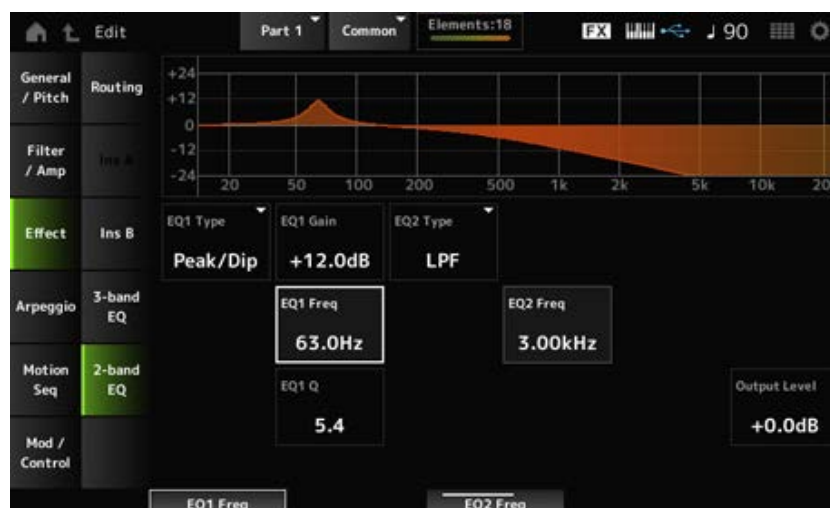 Edit
Part 1
Common
Elements:18
FX
♩ 90
General
/ Pitch
Filter
/ Amp
Effect
Arpeggio
Motion
Seq
Mod /
Control
Routing
Ins A
Ins B
3-band
EQ
2-band
EQ
+24
+12
0
-12
-24
20 50 100 200 500 1k 2k 5k 10k 20
EQ1 Type
Peak/Dip
EQ1 Gain
+12.0dB
EQ2 Type
LPF
EQ1 Freq
63.0Hz
EQ2 Freq
3.00kHz
EQ1 Q
5.4
Output Level
+0.0dB
EQ1 Freq
EQ2 Freq